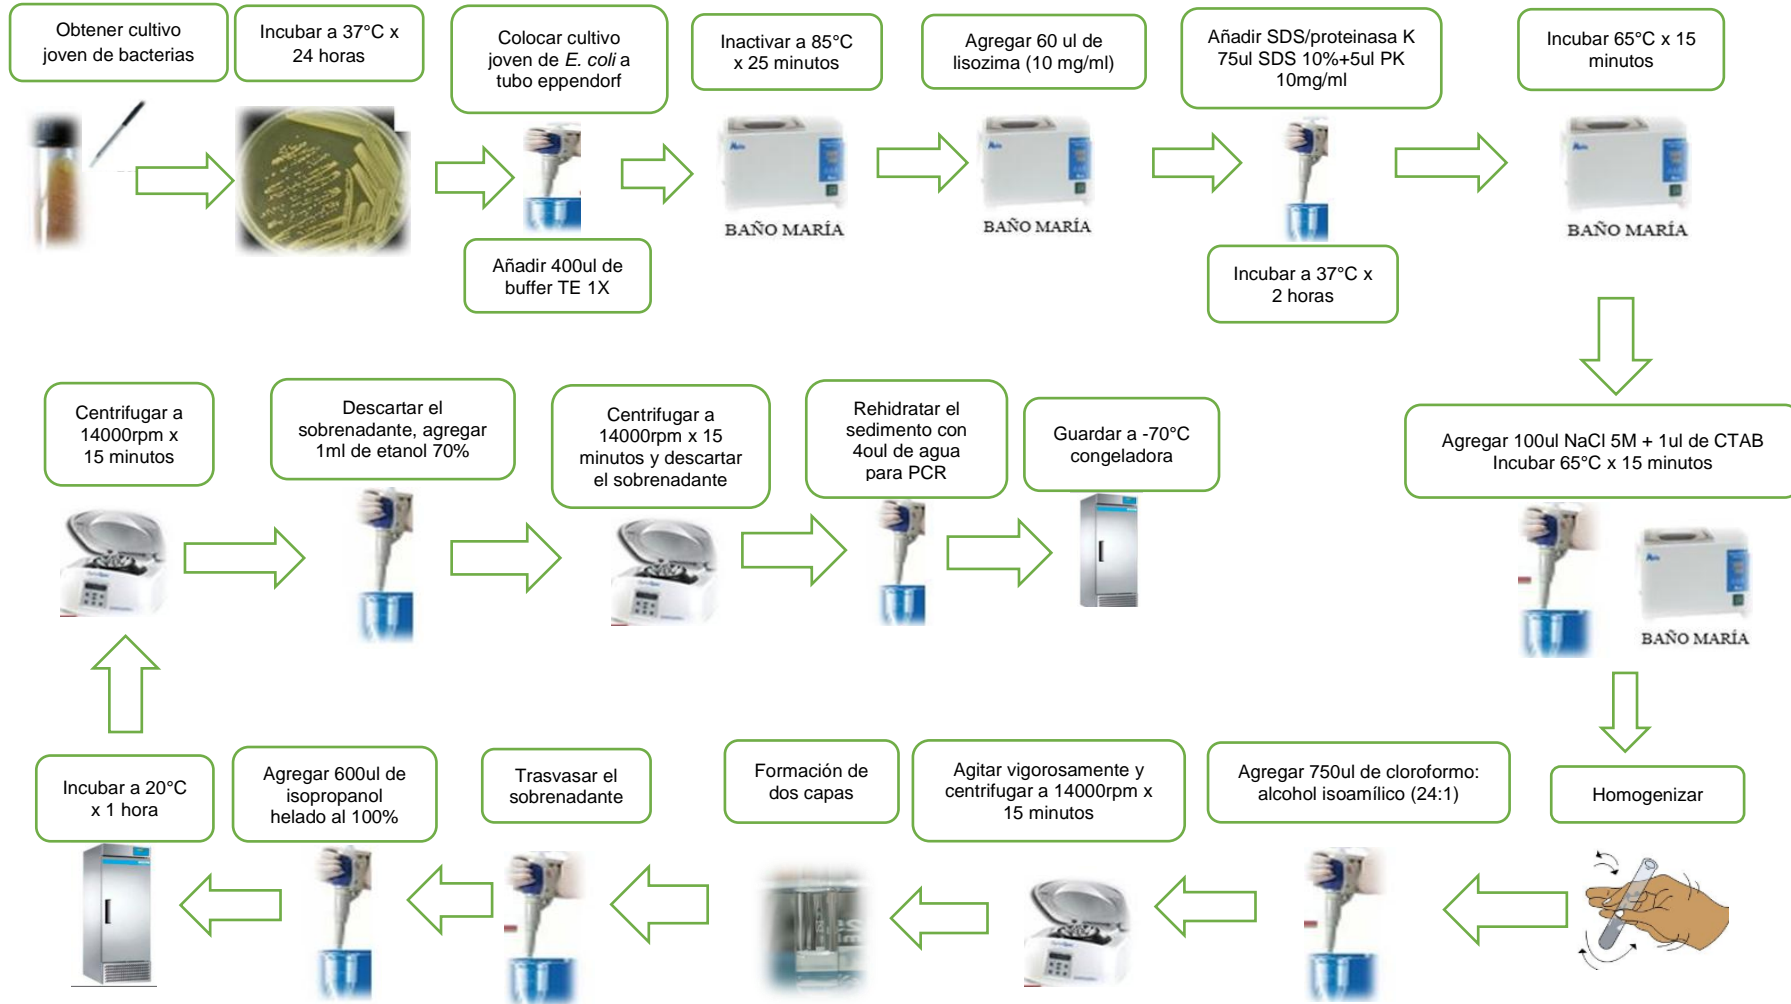 Obtener cultivo
joven de bacterias
Incubar a 37°C x
24 horas
Colocar cultivo
joven de E. coli a
tubo eppendorf
Añadir 400ul de
buffer TE 1X
Inactivar a 85°C
x 25 minutos
BAÑO MARÍA
Agregar 60 ul de
lisozima (10 mg/ml)
BAÑO MARÍA
Añadir SDS/proteinasa K
75ul SDS 10%+5ul PK
10mg/ml
Incubar a 37°C x
2 horas
Incubar 65°C x 15
minutos
BAÑO MARÍA
Agregar 100ul NaCl 5M + 1ul de CTAB
Incubar 65°C x 15 minutos
BAÑO MARÍA
Homogenizar
Agregar 750ul de cloroformo:
alcohol isoamílico (24:1)
Agitar vigorosamente y
centrifugar a 14000rpm x
15 minutos
Formación de
dos capas
Trasvasar el
sobrenadante
Agregar 600ul de
isopropanol
helado al 100%
Incubar a 20°C
x 1 hora
Centrifugar a
14000rpm x
15 minutos
Descartar el
sobrenadante, agregar
1ml de etanol 70%
Centrifugar a
14000rpm x 15
minutos y descartar
el sobrenadante
Rehidratar el
sedimento con
4oul de agua
para PCR
Guardar a -70°C
congeladora